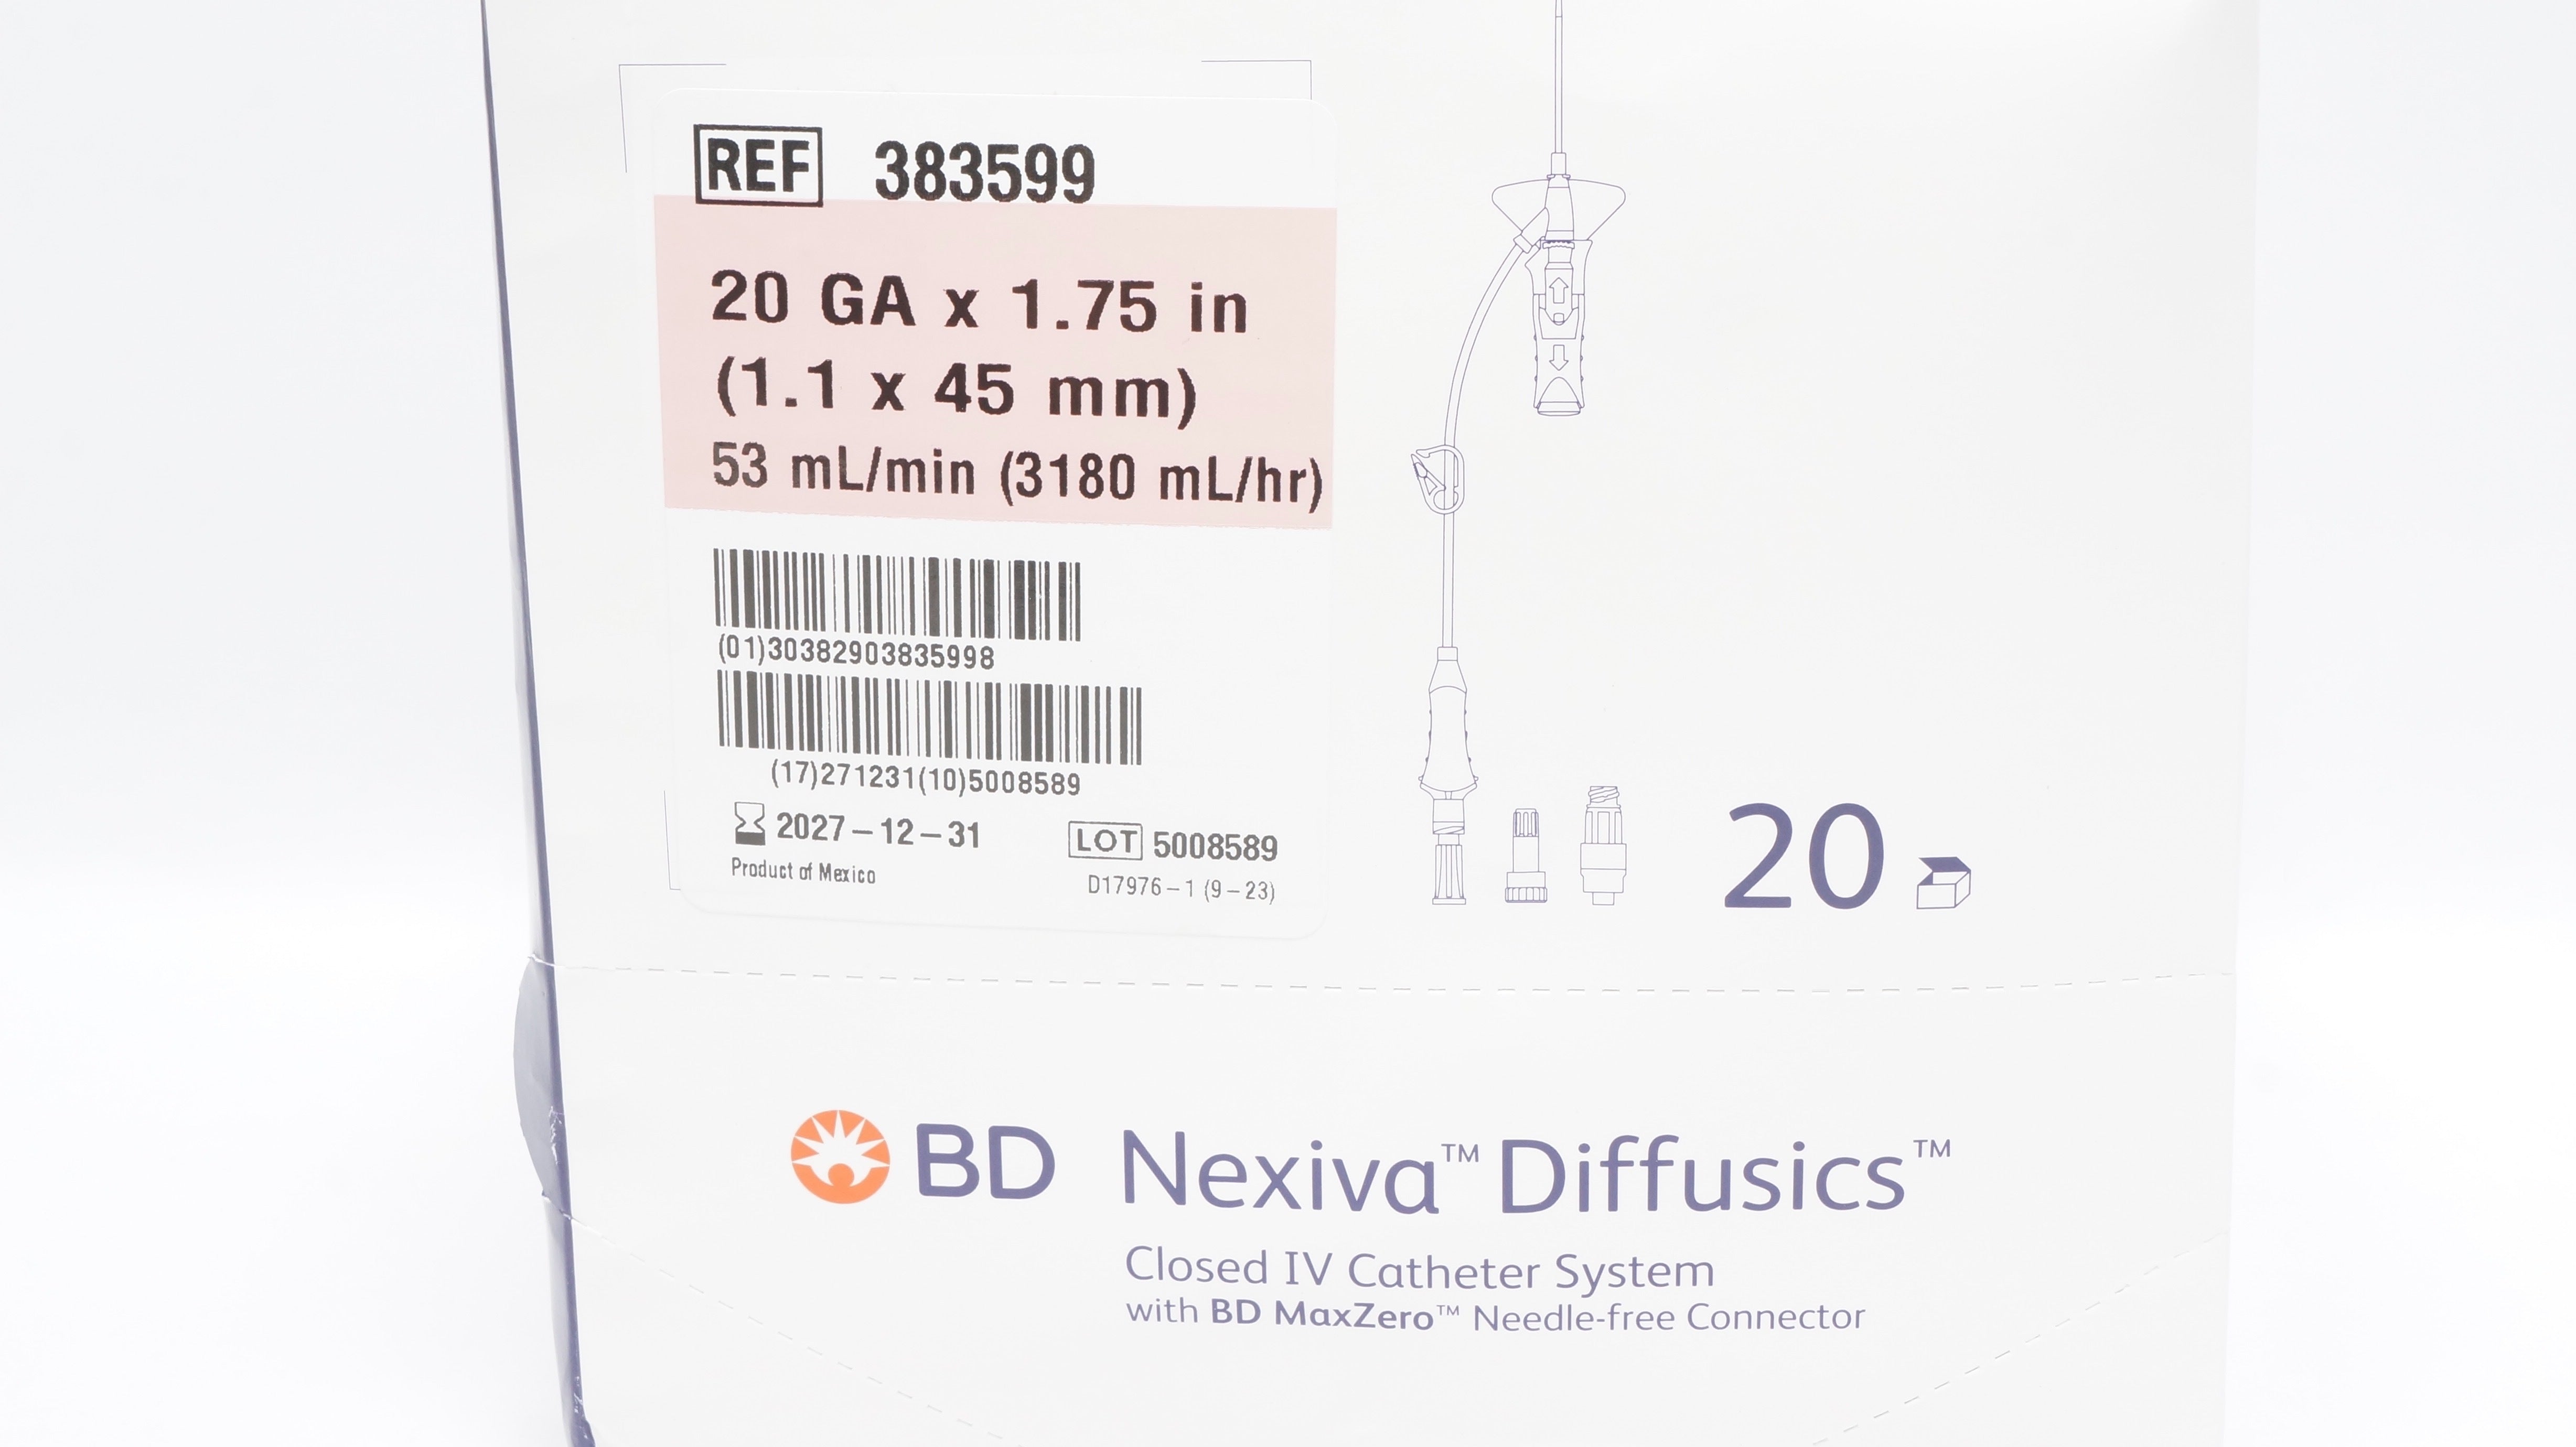 REF 383599
20 GA x 1.75 in
(1.1 x 45 mm)
53 mL/min (3180 mL/hr)
(01)30382903835998
(17)271231(10)5008589
2027-12-31
LOT 5008589
Product of Mexico
D17976-1 (9-23)
20
BD Nexiva™ Diffusics™
Closed IV Catheter System
with BD MaxZero™ Needle-free Connector